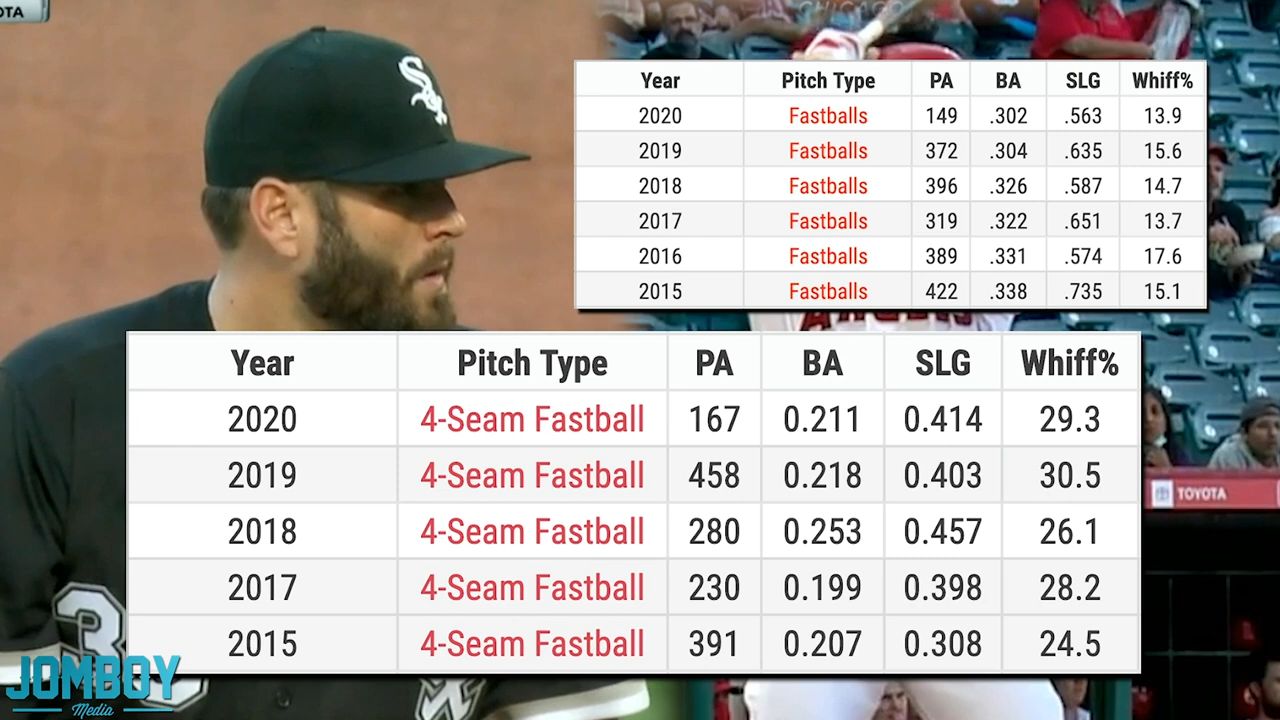 OTA
CHICAGO
Sox
Year Pitch Type PA BA SLG Whiff%
2020 Fastballs 149 .302 .563 13.9
2019 Fastballs 372 .304 .635 15.6
2018 Fastballs 396 .326 .587 14.7
2017 Fastballs 319 .322 .651 13.7
2016 Fastballs 389 .331 .574 17.6
2015 Fastballs 422 .338 .735 15.1
Year Pitch Type PA BA SLG Whiff%
2020 4-Seam Fastball 167 0.211 0.414 29.3
2019 4-Seam Fastball 458 0.218 0.403 30.5
2018 4-Seam Fastball 280 0.253 0.457 26.1
2017 4-Seam Fastball 230 0.199 0.398 28.2
2015 4-Seam Fastball 391 0.207 0.308 24.5
TOYOTA
3
JOMBOY
Media